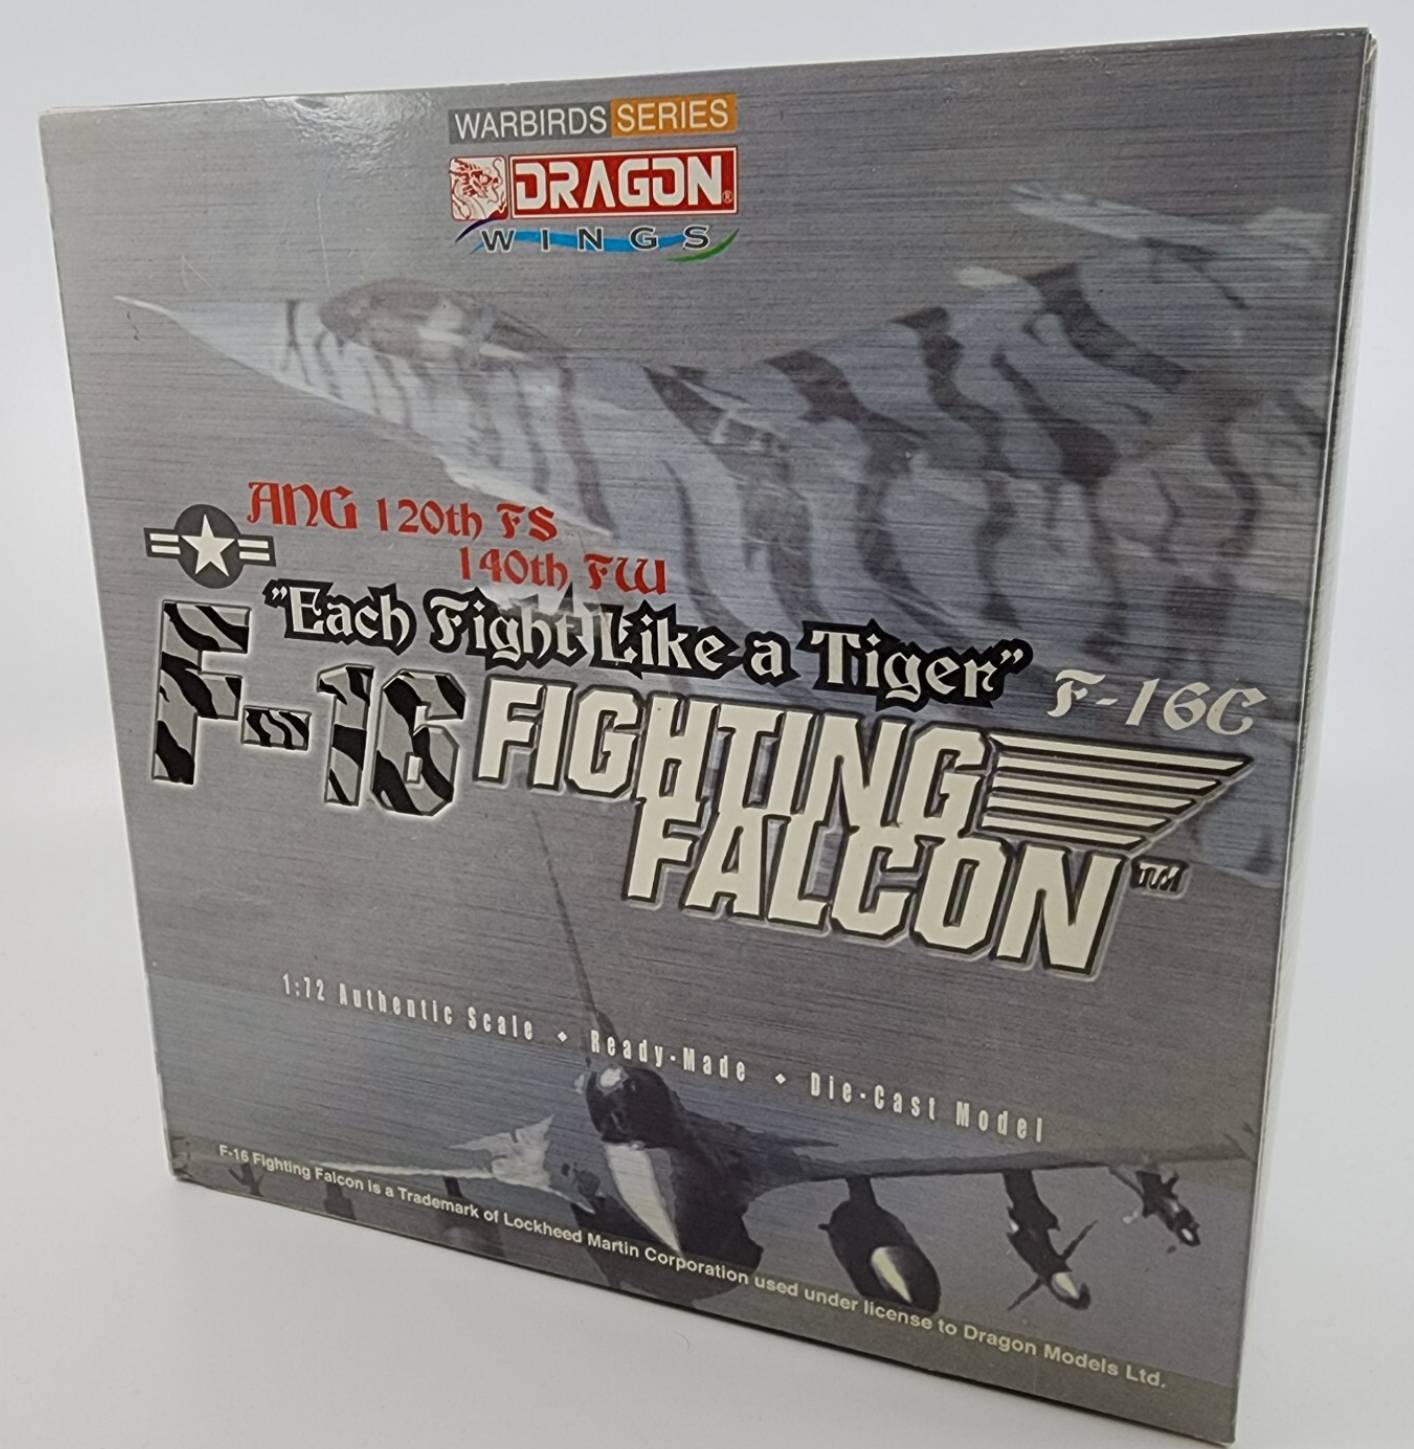 WARBIRDS SERIES
DRAGON®
WINGS
ANG 120th FS
140th FW
"Each Fight Like a Tiger" F-16C
F-16 FIGHTING
FALCON™
1:72 Authentic Scale ⬥ Ready-Made ⬥ Die-Cast Model
F-16 Fighting Falcon is a Trademark of Lockheed Martin Corporation used under license to Dragon Models Ltd.